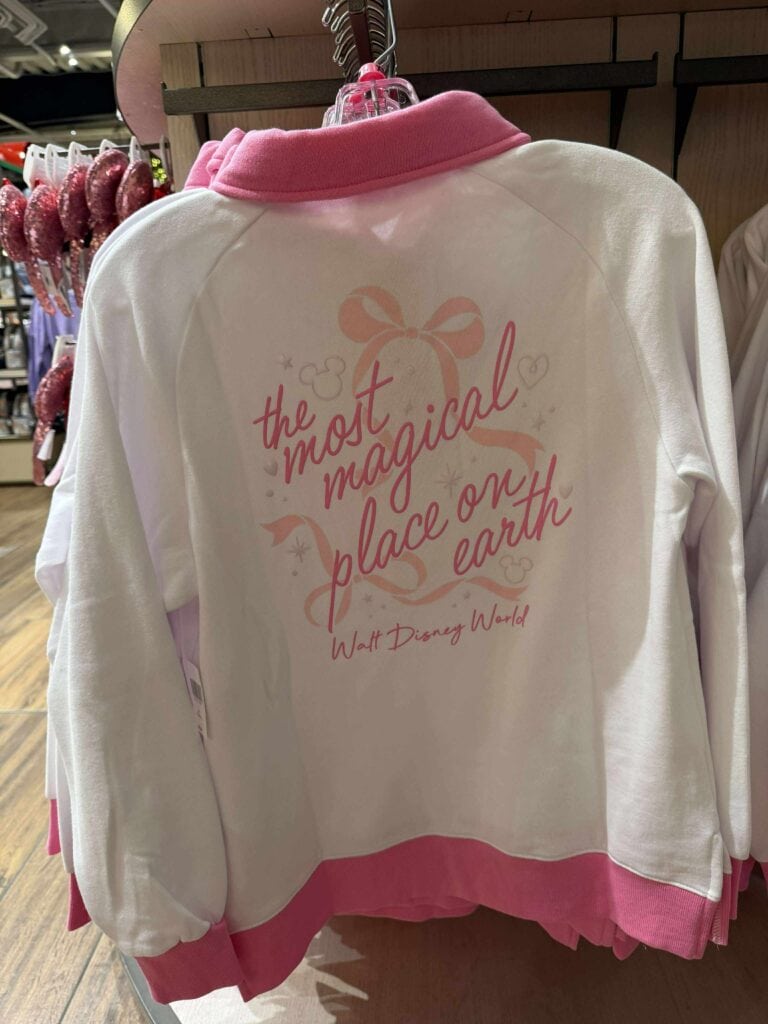 the
most
magical
place on
earth
Walt Disney World